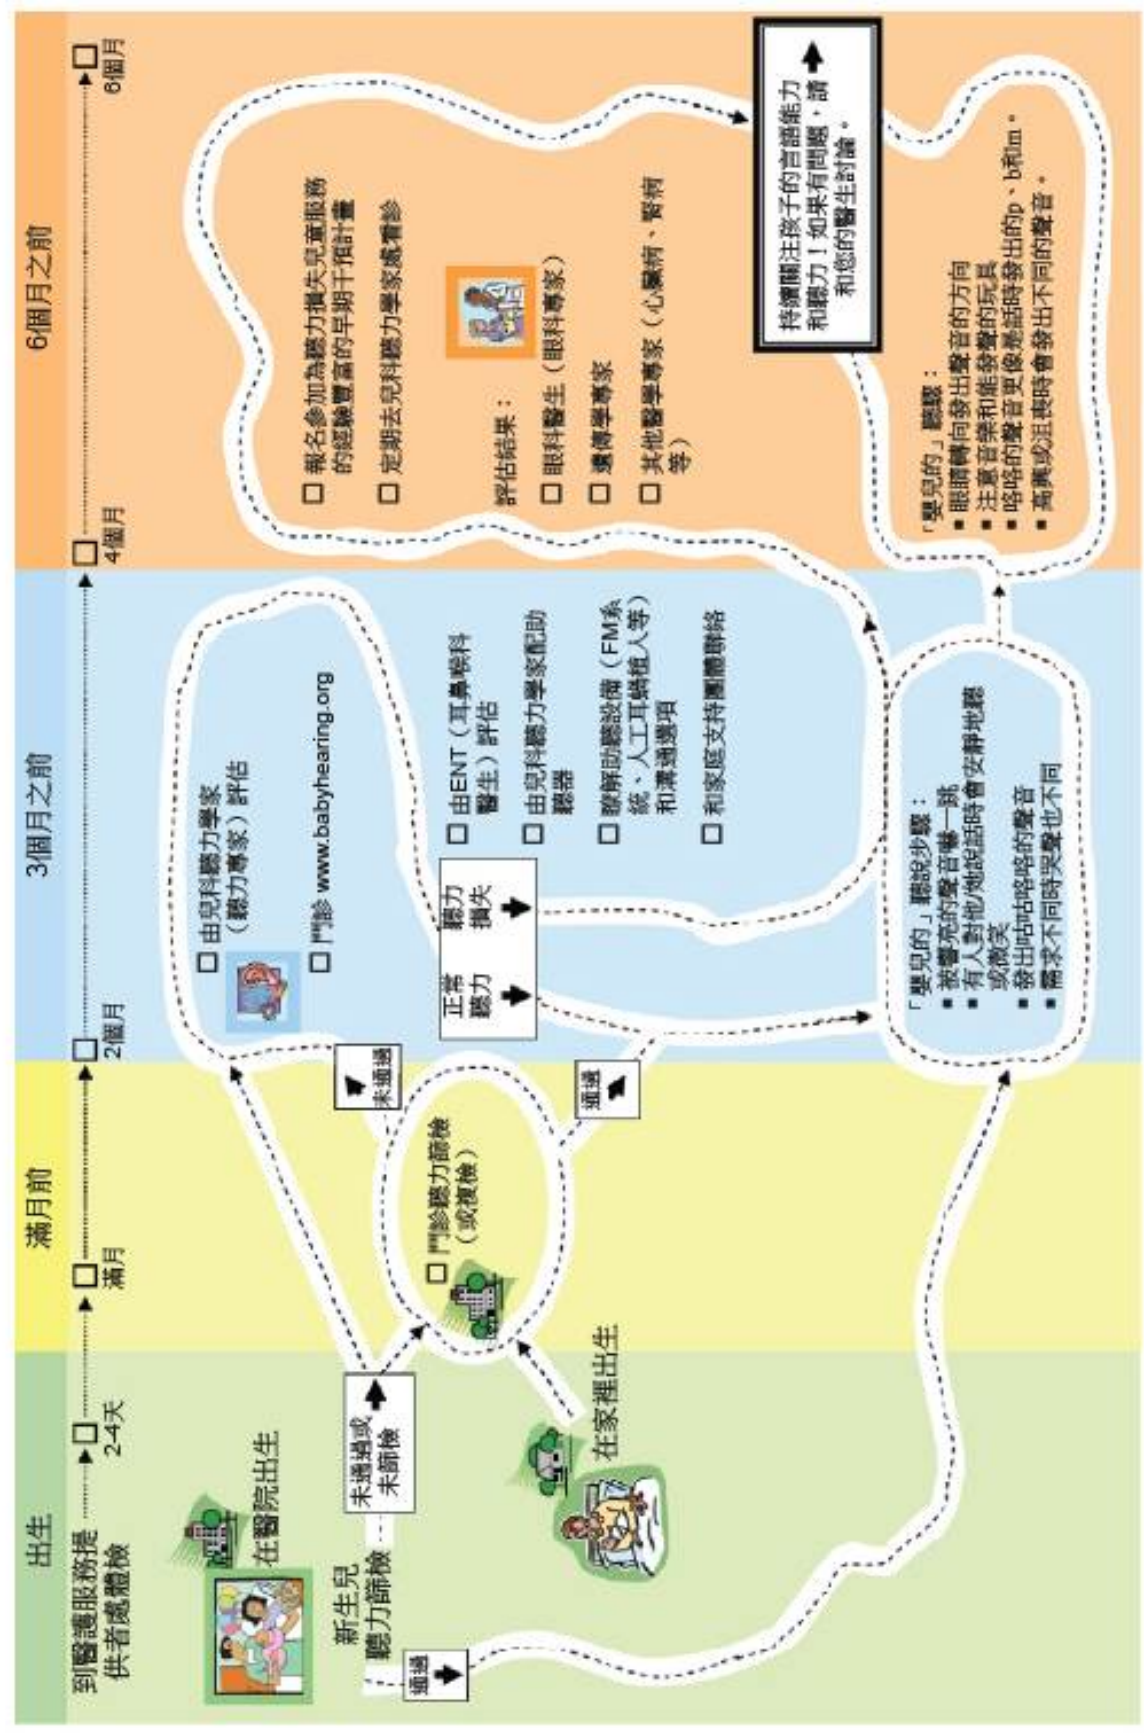 出生
滿月前
3個月之前
6個月之前
到醫護服務提
供者處體檢
2-4天
滿月
2個月
4個月
6個月
在醫院出生
新生兒
聽力篩檢
通過
未通過或
未篩檢
在家裡出生
門診聽力篩檢
（或複檢）
未通過
通過
由兒科聽力學家
（聽力專家）評估
門診 www.babyhearing.org
正常
聽力
聽力
損失
由ENT（耳鼻喉科
醫生）評估
由兒科聽力學家配助
聽器
瞭解助聽設備（FM系
統、人工耳蝸植入等）
和溝通選項
和家庭支持團體聯絡
「嬰兒的」聽說步驟：
▪ 被響亮的聲音嚇一跳
▪ 有人對他/她說話時會安靜地聽
或微笑
▪ 發出咕咕咯咯的聲音
▪ 需求不同時哭聲也不同
報名參加為聽力損失兒童服務
的經驗豐富的早期干預計畫
定期去兒科聽力學家處看診
評估結果：
眼科醫生（眼科專家）
遺傳學專家
其他醫學專家（心臟病、腎病
等）
持續關注孩子的言語能力
和聽力！如果有問題，請
和您的醫生討論。
「嬰兒的」聽驟：
▪ 眼睛轉向發出聲音的方向
▪ 注意音樂和能發聲的玩具
▪ 咯咯的聲音更像是話時發出的p、b和m。
▪ 高興或沮喪時會發出不同的聲音。